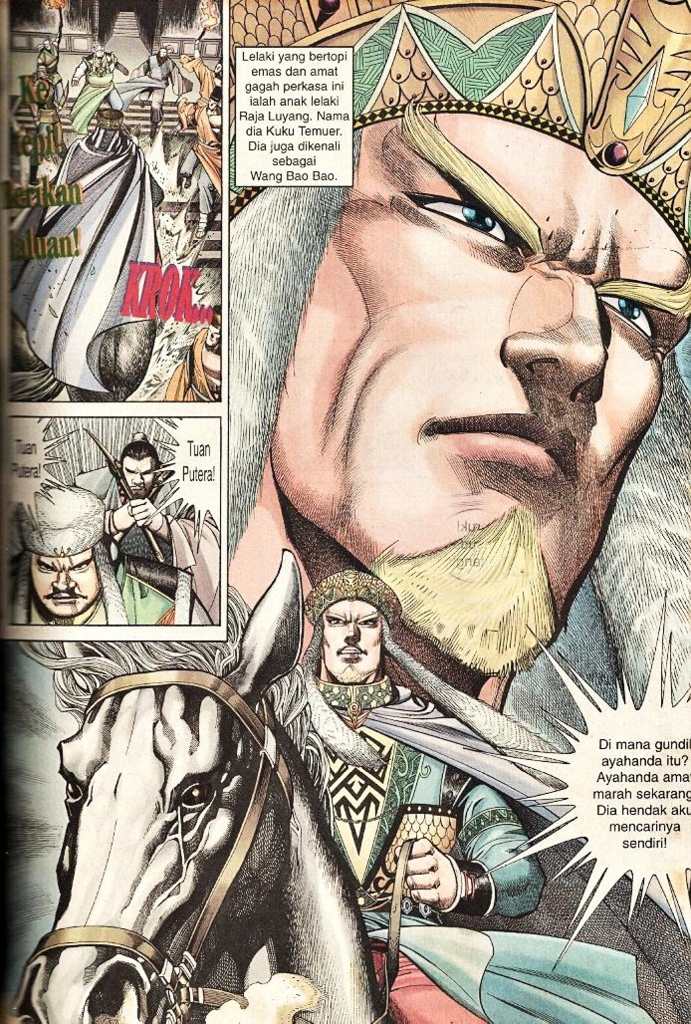 Ke
tepi!
Berikan
laluan!
KROK...
Lelaki yang bertopi
emas dan amat
gagah perkasa ini
ialah anak lelaki
Raja Luyang. Nama
dia Kuku Temuer.
Dia juga dikenali
sebagai
Wang Bao Bao.
Tuan
Putera!
Tuan
Putera!
Di mana gundik
ayahanda itu?
Ayahanda amat
marah sekarang.
Dia hendak aku
mencarinya
sendiri!